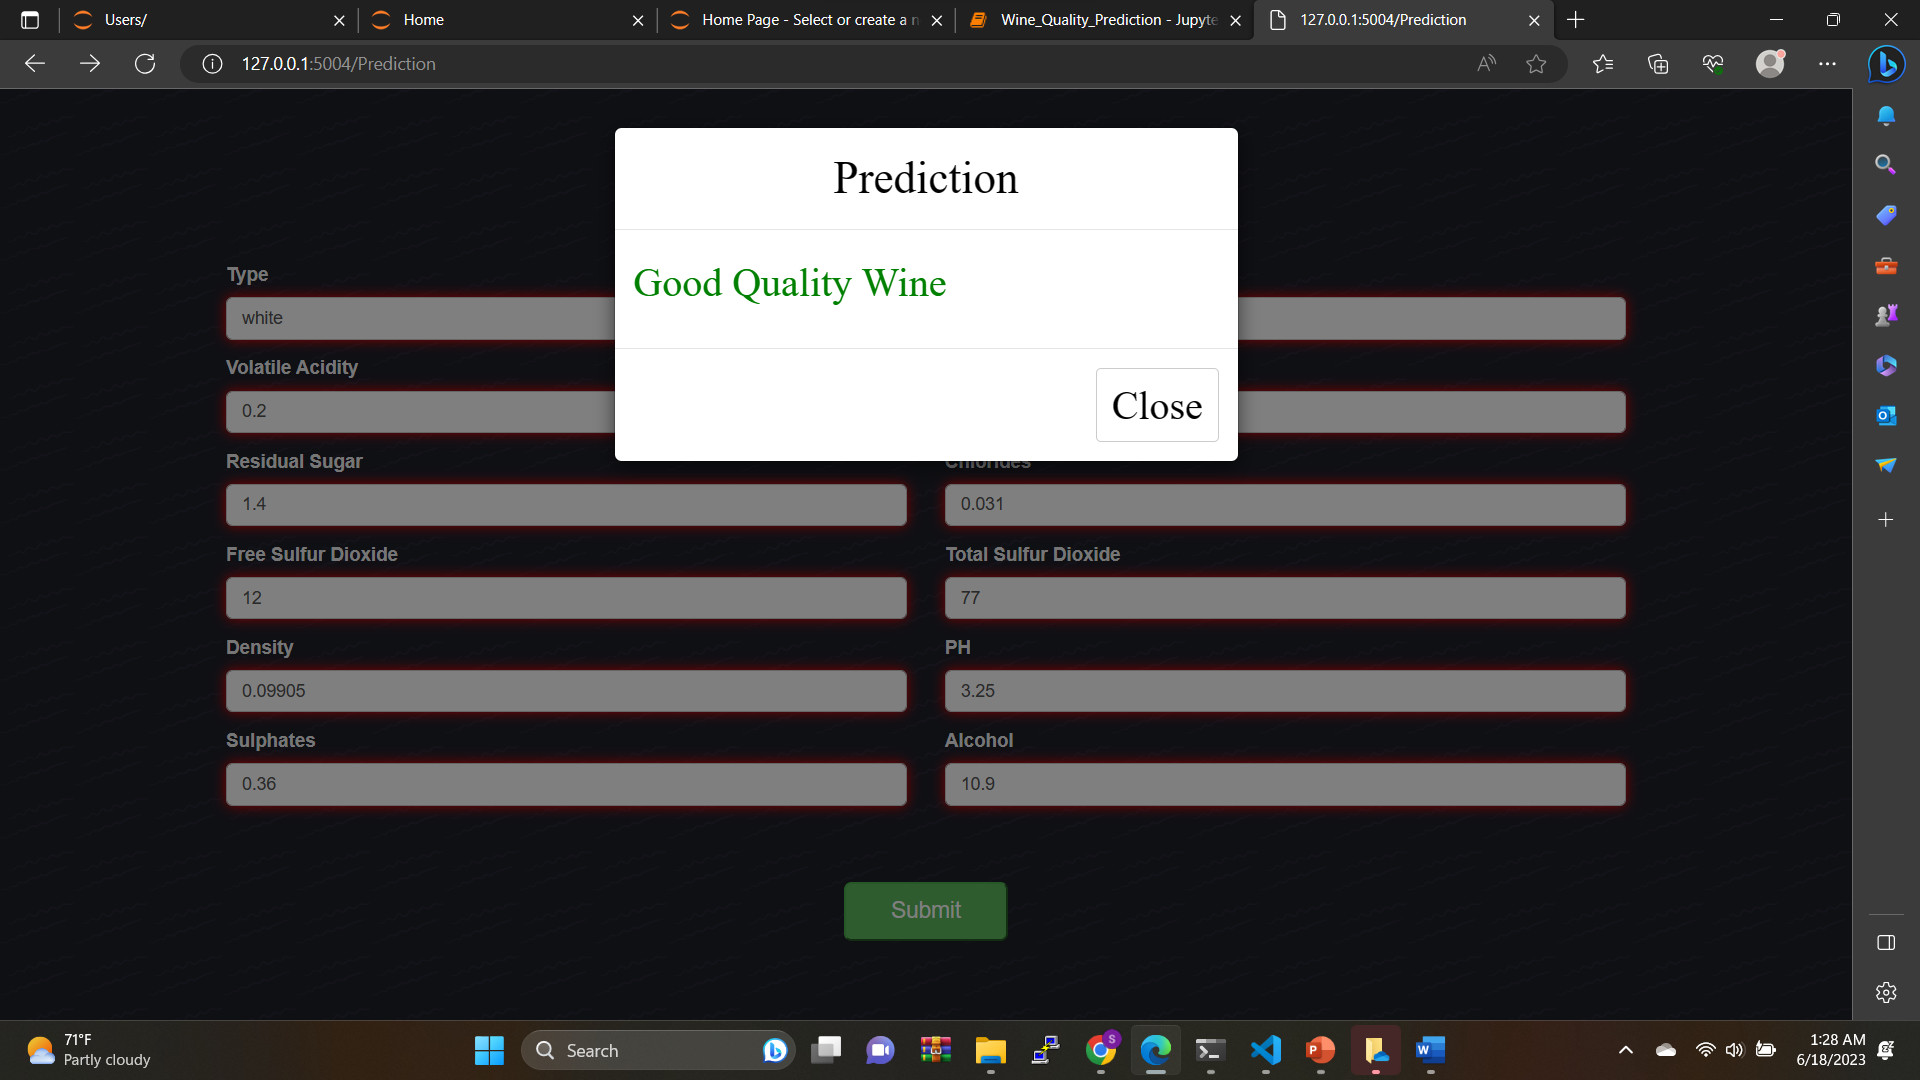 Users/
Home
Home Page - Select or create a n
Wine_Quality_Prediction - Jupyte
127.0.0.1:5004/Prediction
127.0.0.1:5004/Prediction
Prediction
Good Quality Wine
Close
Type
white
Volatile Acidity
0.2
Residual Sugar
Chlorides
1.4
0.031
Free Sulfur Dioxide
Total Sulfur Dioxide
12
77
Density
PH
0.09905
3.25
Sulphates
Alcohol
0.36
10.9
Submit
71°F
Partly cloudy
Search
S
1:28 AM
6/18/2023